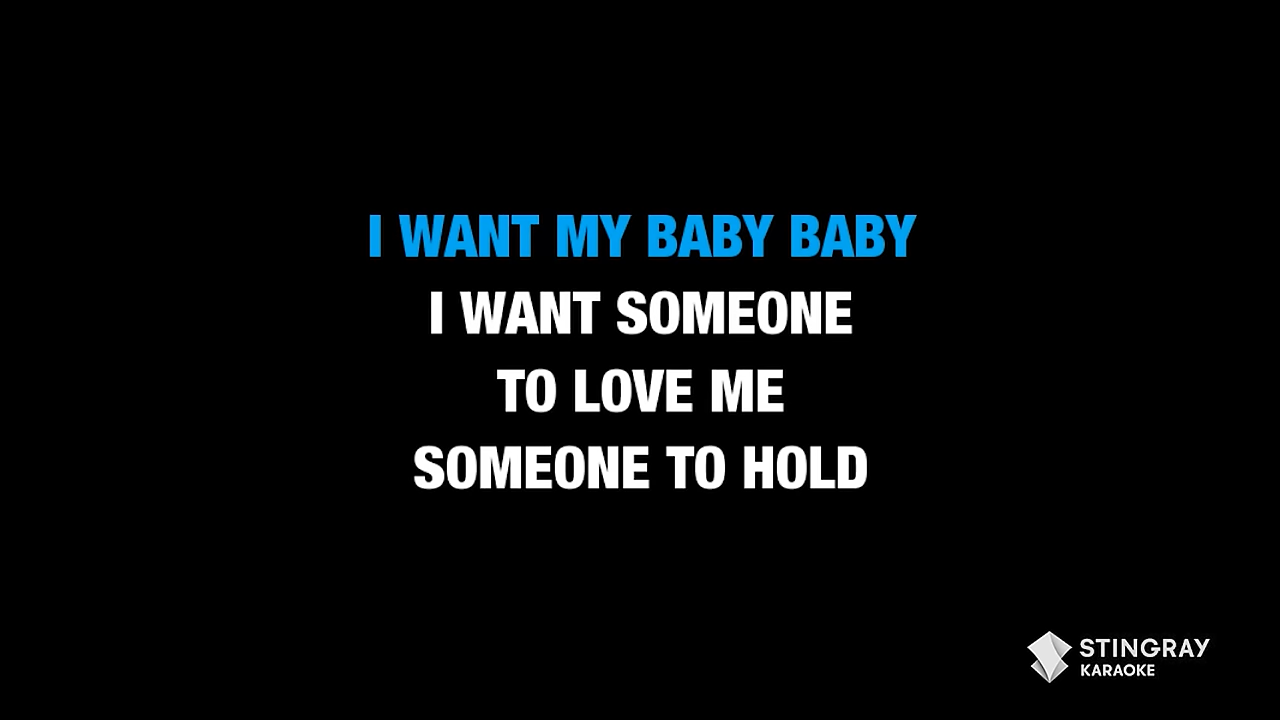 I WANT MY BABY BABY
I WANT SOMEONE
TO LOVE ME
SOMEONE TO HOLD
STINGRAY
KARAOKE